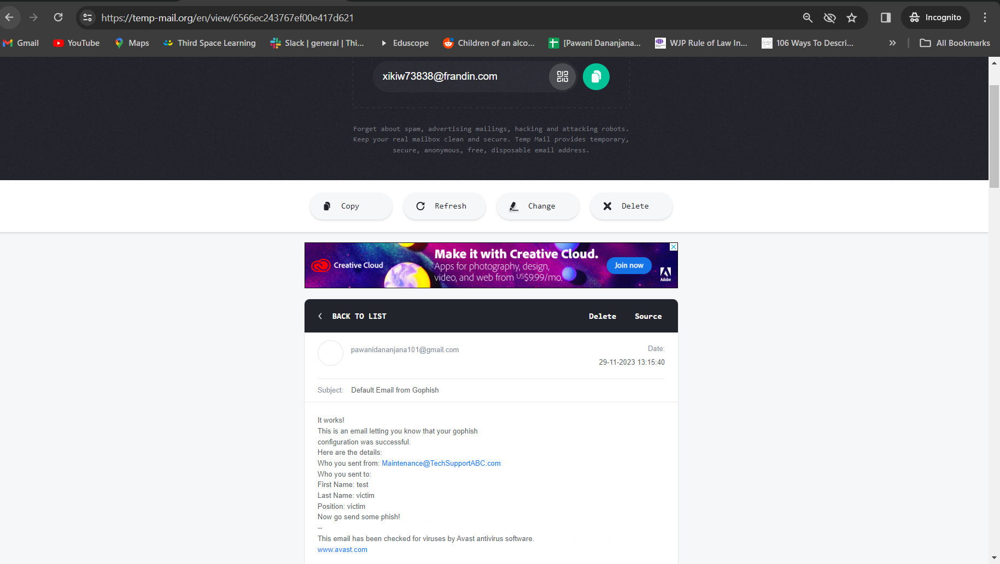 https://temp-mail.org/en/view/6566ec243767ef00e417d621
Incognito
Gmail
YouTube
Maps
Third Space Learning
Slack | general | Thi...
Eduscope
Children of an alco...
[Pawani Dananjana...
WJP Rule of Law In...
106 Ways To Descri...
All Bookmarks
xikiw73838@frandin.com
Forget about spam, advertising mailings, hacking and attacking robots.
Keep your real mailbox clean and secure. Temp Mail provides temporary,
secure, anonymous, free, disposable email address.
Copy
Refresh
Change
Delete
Creative Cloud
Make it with Creative Cloud.
Apps for photography, design,
video, and web from US$9.99/mo.
Join now
Adobe
BACK TO LIST
Delete
Source
pawanidananjana101@gmail.com
Date:
29-11-2023 13:15:40
Subject: Default Email from Gophish
It works!
This is an email letting you know that your gophish
configuration was successful.
Here are the details:
Who you sent from: Maintenance@TechSupportABC.com
Who you sent to:
First Name: test
Last Name: victim
Position: victim
Now go send some phish!
--
This email has been checked for viruses by Avast antivirus software.
www.avast.com